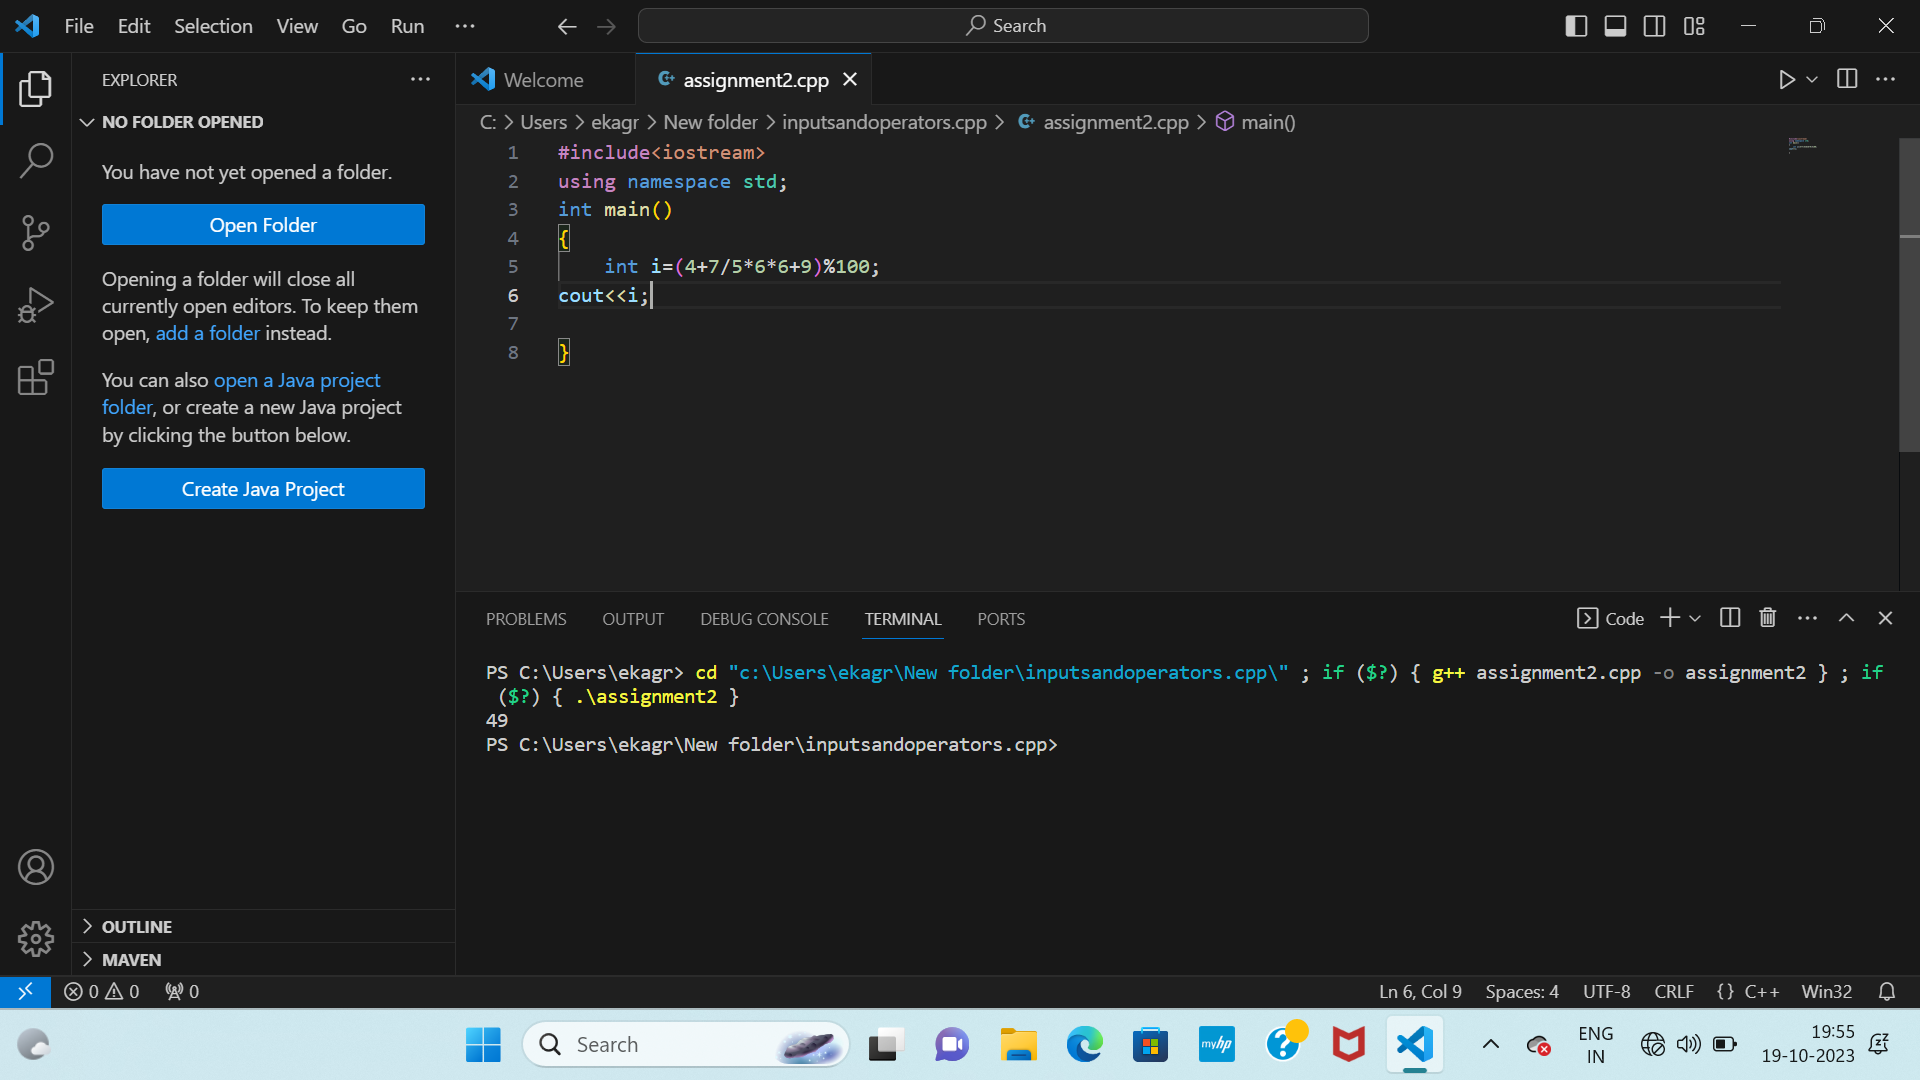 File Edit Selection View Go Run ···
Search
EXPLORER ···
NO FOLDER OPENED
You have not yet opened a folder.
Open Folder
Opening a folder will close all
currently open editors. To keep them
open, add a folder instead.
You can also open a Java project
folder, or create a new Java project
by clicking the button below.
Create Java Project
OUTLINE
MAVEN
Welcome
assignment2.cpp
C: > Users > ekagr > New folder > inputsandoperators.cpp > assignment2.cpp > main()
1 #include<iostream>
2 using namespace std;
3 int main()
4 {
5 int i=(4+7/5*6*6+9)%100;
6 cout<<i;
7
8 }
PROBLEMS OUTPUT DEBUG CONSOLE TERMINAL PORTS
Code
PS C:\Users\ekagr> cd "c:\Users\ekagr\New folder\inputsandoperators.cpp\" ; if ($?) { g++ assignment2.cpp -o assignment2 } ; if
($?) { .\assignment2 }
49
PS C:\Users\ekagr\New folder\inputsandoperators.cpp>
0 0 0
Ln 6, Col 9 Spaces: 4 UTF-8 CRLF {} C++ Win32
Search
myhp
ENG
IN
19:55
19-10-2023